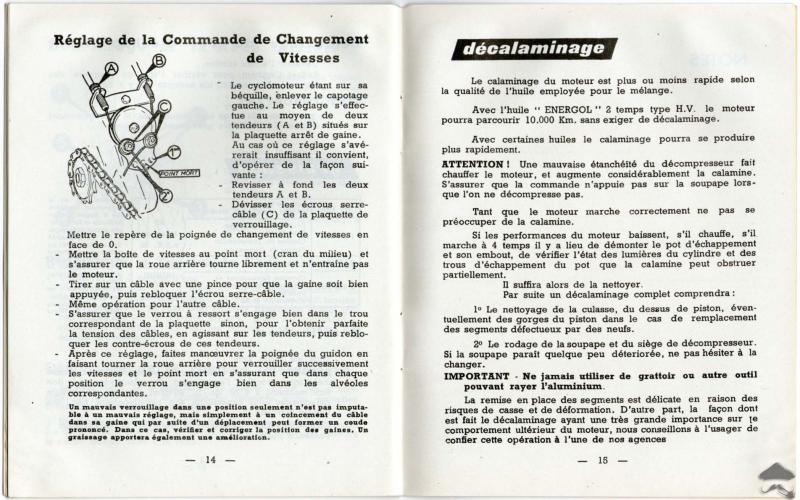 Réglage de la Commande de Changement
de Vitesses
A
B
C
1
POINT MORT
2
- Le cyclomoteur étant sur sa
béquille, enlever le capotage
gauche. Le réglage s'effec-
tue au moyen de deux
tendeurs (A et B) situés sur
la plaquette arrêt de gaine.
Au cas où ce réglage s'avé-
rerait insuffisant il convient,
d'opérer de la façon sui-
vante :
- Revisser à fond les deux
tendeurs A et B.
- Dévisser les écrous serre-
câble (C) de la plaquette de
verrouillage.
Mettre le repère de la poignée de changement de vitesses en
face de 0.
- Mettre la boîte de vitesses au point mort (cran du milieu) et
s'assurer que la roue arrière tourne librement et n'entraîne pas
le moteur.
- Tirer sur un câble avec une pince pour que la gaine soit bien
appuyée, puis rebloquer l'écrou serre-câble.
- Même opération pour l'autre câble.
- S'assurer que le verrou à ressort s'engage bien dans le trou
correspondant de la plaquette sinon, pour l'obtenir parfaite
la tension des câbles, en agissant sur les tendeurs, puis reblo-
quer les contre-écrous de ces tendeurs.
- Après ce réglage, faites manœuvrer la poignée du guidon en
faisant tourner la roue arrière pour verrouiller successivement
les vitesses et le point mort en s'assurant que dans chaque
position le verrou s'engage bien dans les alvéoles
correspondantes.
Un mauvais verrouillage dans une position seulement n'est pas imputa-
ble à un mauvais réglage, mais simplement à un coincement du câble
dans sa gaine qui par suite d'un déplacement peut former un coude
prononcé. Dans ce cas, vérifier et corriger la position des gaines. Un
graissage apportera également une amélioration.
— 14 —
décalaminage
Le calaminage du moteur est plus ou moins rapide selon
la qualité de l'huile employée pour le mélange.
Avec l'huile " ENERGOL " 2 temps type H.V. le moteur
pourra parcourir 10.000 Km. sans exiger de décalaminage.
Avec certaines huiles le calaminage pourra se produire
plus rapidement.
ATTENTION ! Une mauvaise étanchéité du décompresseur fait
chauffer le moteur, et augmente considérablement la calamine.
S'assurer que la commande n'appuie pas sur la soupape lors-
que l'on ne décompresse pas.
Tant que le moteur marche correctement ne pas se
préoccuper de la calamine.
Si les performances du moteur baissent, s'il chauffe, s'il
marche à 4 temps il y a lieu de démonter le pot d'échappement
et son embout, de vérifier l'état des lumières du cylindre et des
trous d'échappement du pot que la calamine peut obstruer
partiellement.
Il suffira alors de la nettoyer.
Par suite un décalaminage complet comprendra :
1º Le nettoyage de la culasse, du dessus de piston, éven-
tuellement des gorges du piston dans le cas de remplacement
des segments défectueux par des neufs.
2º Le rodage de la soupape et du siège de décompresseur.
Si la soupape paraît quelque peu déteriorée, ne pas hésiter à la
changer.
IMPORTANT - Ne jamais utiliser de grattoir ou autre outil
pouvant rayer l'aluminium.
La remise en place des segments est délicate en raison des
risques de casse et de déformation. D'autre part, la façon dont
est fait le décalaminage ayant une très grande importance sur le
comportement ultérieur du moteur, nous conseillons à l'usager de
confier cette opération à l'une de nos agences
— 15 —